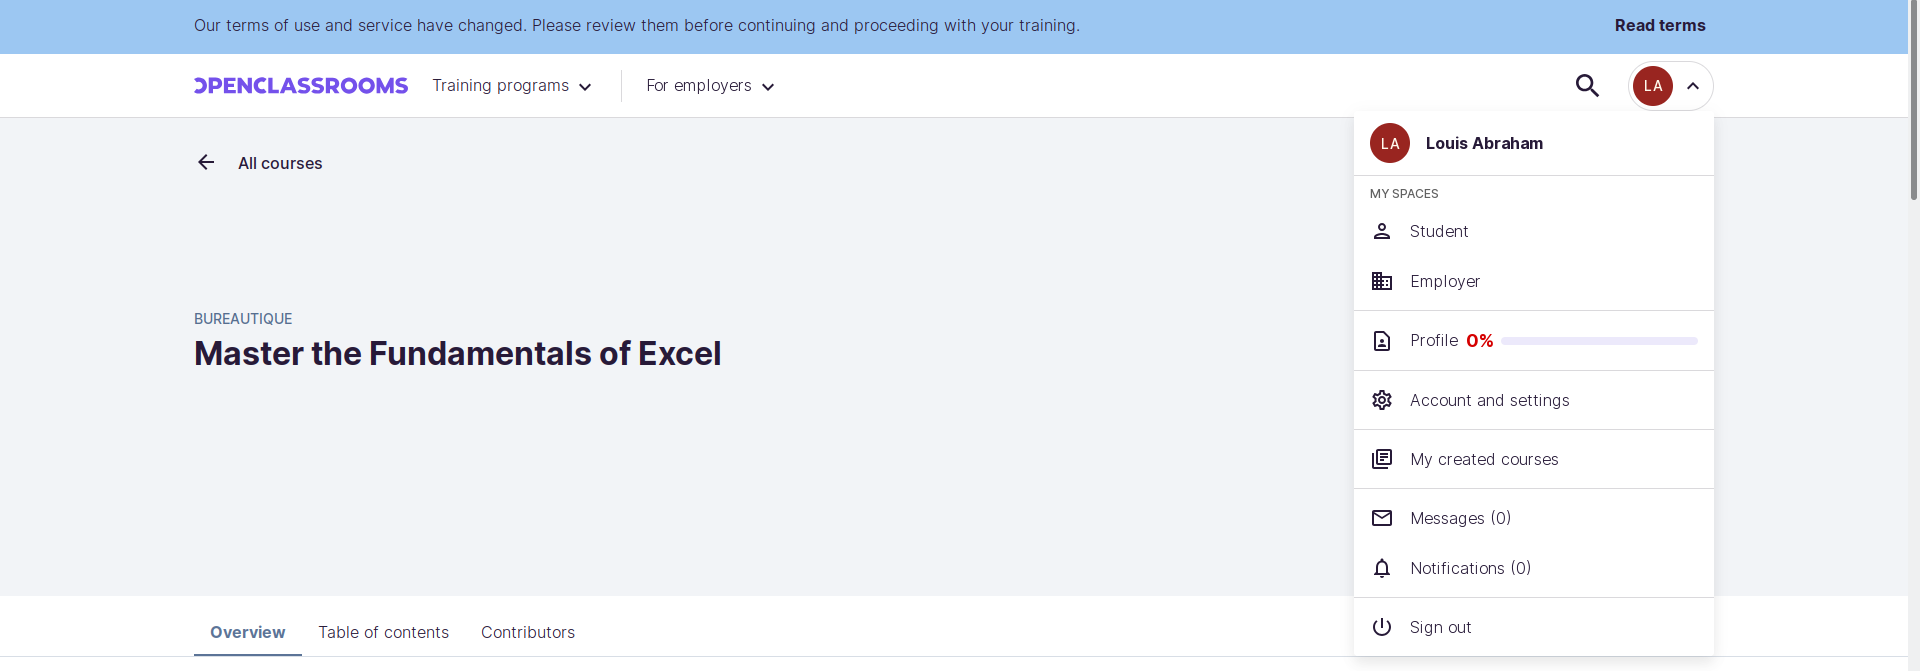 Our terms of use and service have changed. Please review them before continuing and proceeding with your training.
Read terms
OPENCLASSROOMS
Training programs
For employers
LA
LA
Louis Abraham
All courses
MY SPACES
Student
Employer
BUREAUTIQUE
Master the Fundamentals of Excel
Profile 0%
Account and settings
My created courses
Messages (0)
Notifications (0)
Sign out
Overview
Table of contents
Contributors